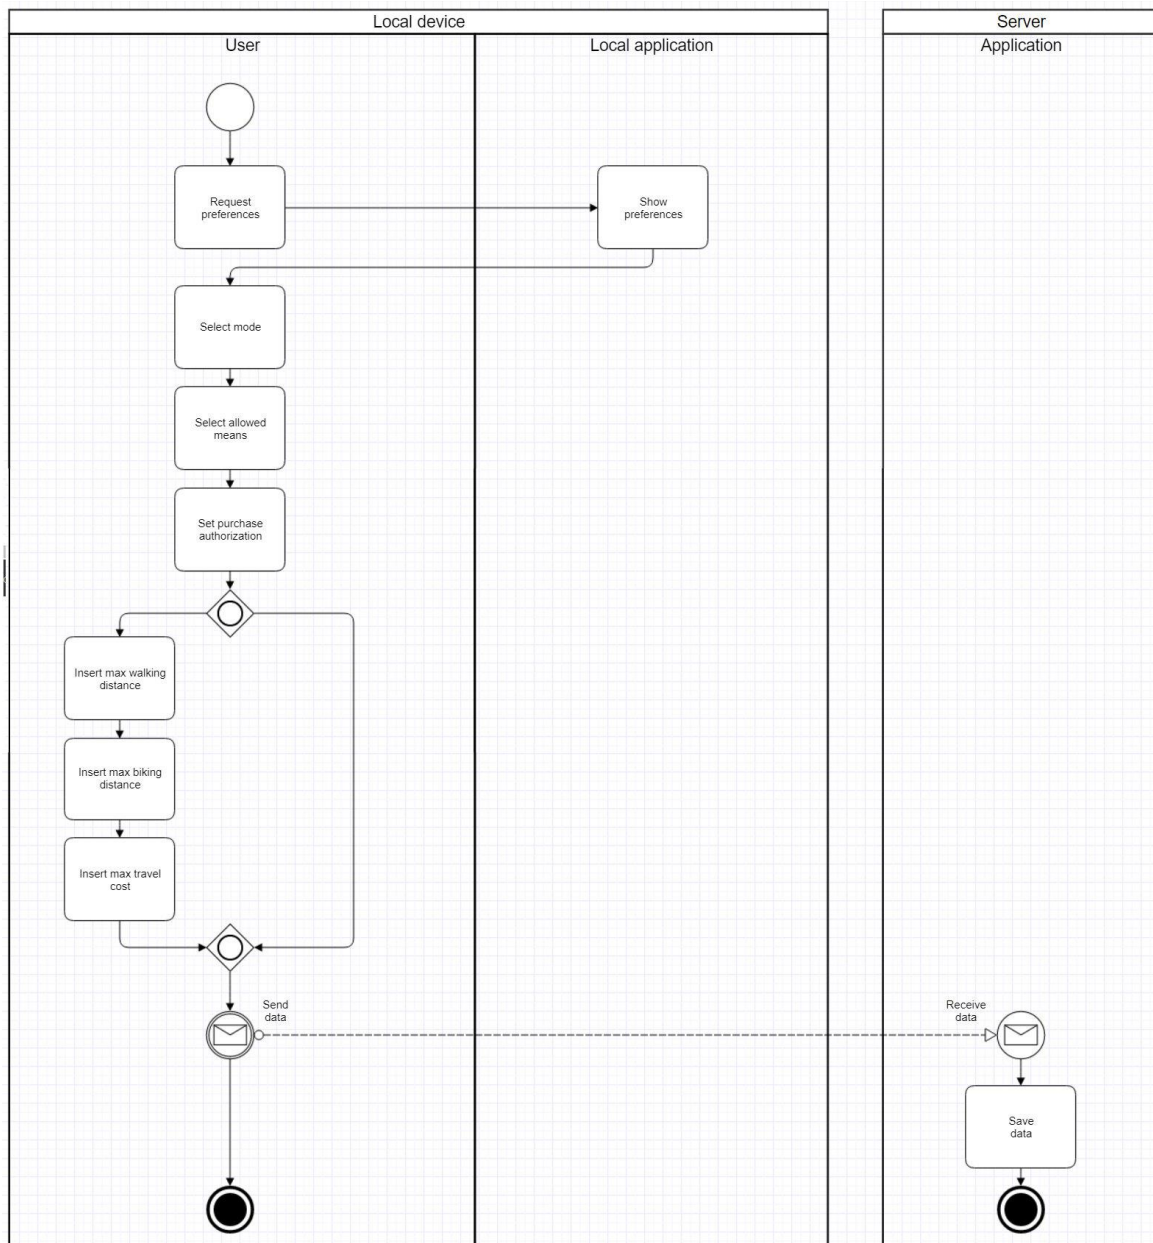 Local device
Server
User
Local application
Application
Request
preferences
Show
preferences
Select mode
Select allowed
means
Set purchase
authorization
Insert max walking
distance
Insert max biking
distance
Insert max travel
cost
Send
data
Receive
data
Save
data